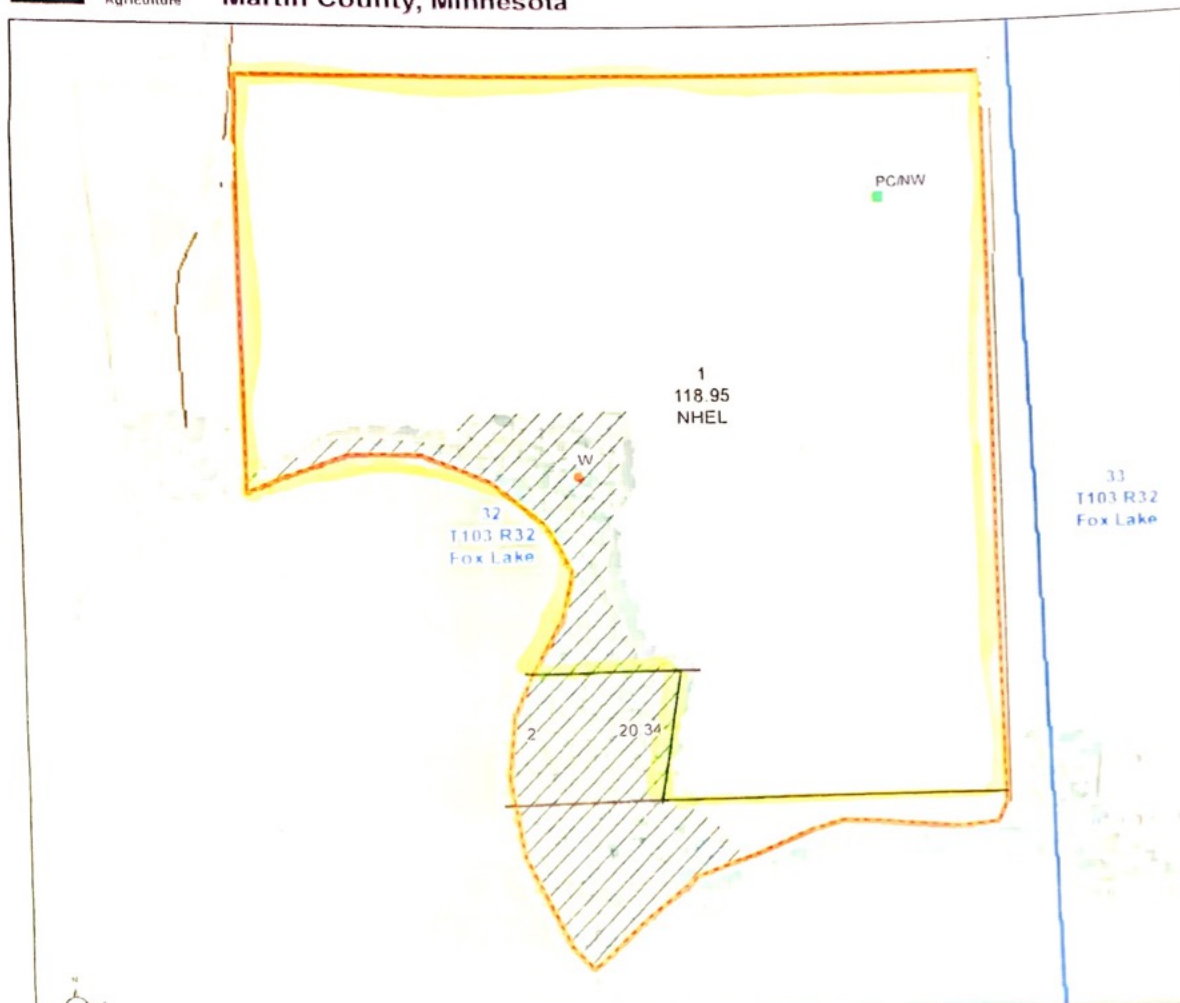 Agriculture
Martin County, Minnesota
PC/NW
1
118.95
NHEL
W
32
T103 R32
Fox Lake
33
T103 R32
Fox Lake
2
20 34
N